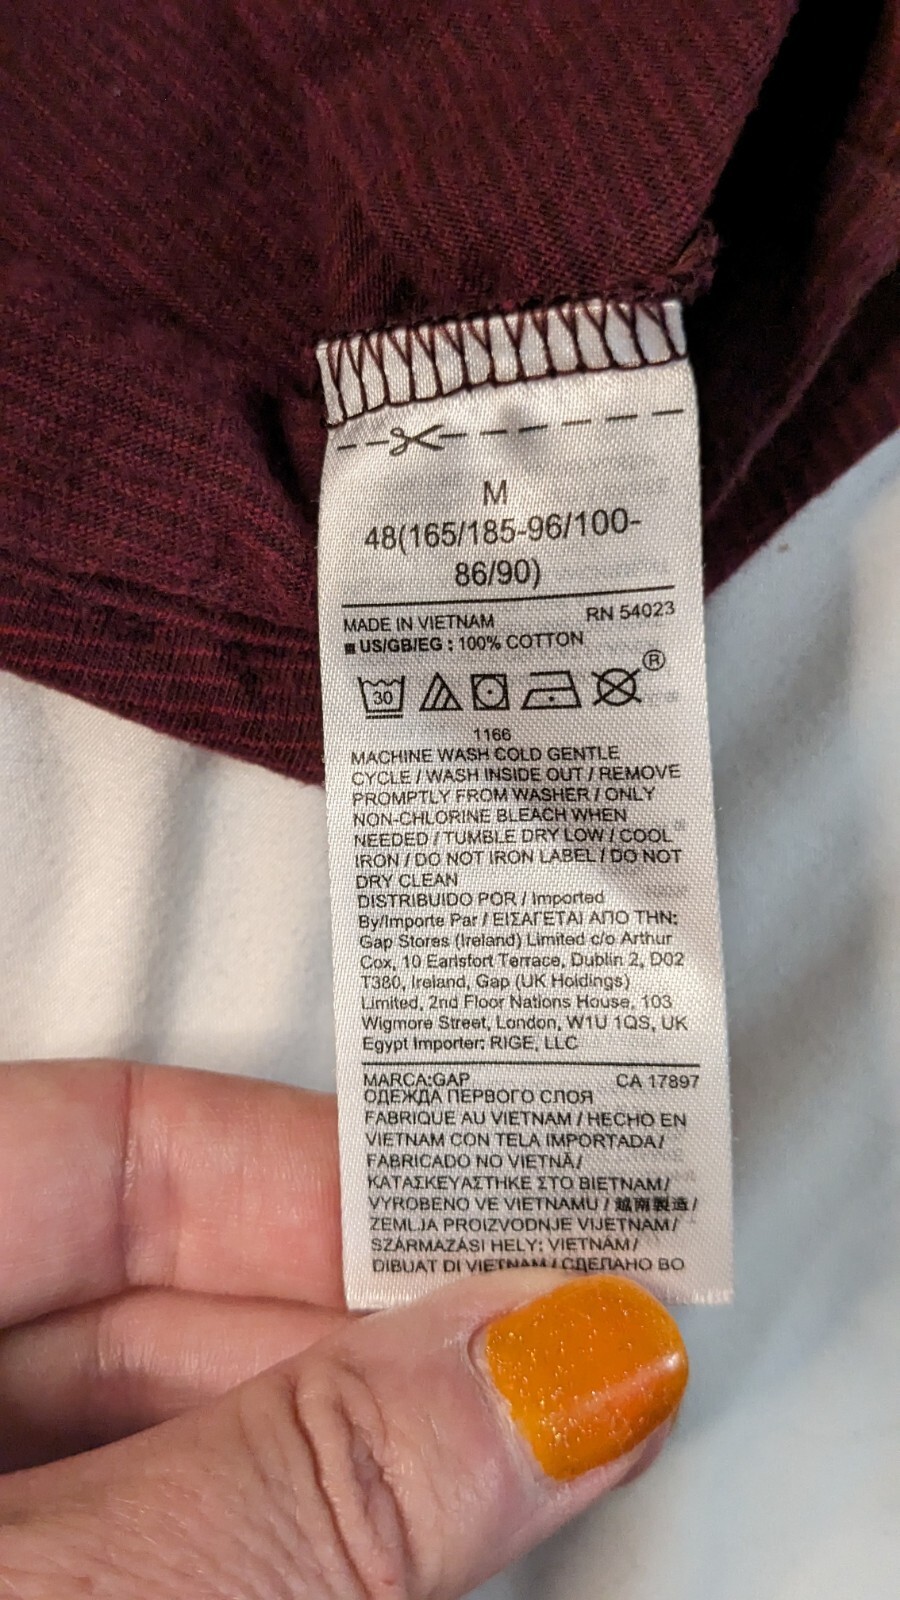 M
48(165/185-96/100-
86/90)
MADE IN VIETNAM RN 54023
US/GB/EG : 100% COTTON
30 ®
1166
MACHINE WASH COLD GENTLE
CYCLE / WASH INSIDE OUT / REMOVE
PROMPTLY FROM WASHER / ONLY
NON-CHLORINE BLEACH WHEN
NEEDED / TUMBLE DRY LOW / COOL
IRON / DO NOT IRON LABEL / DO NOT
DRY CLEAN
DISTRIBUIDO POR / Imported
By/Importe Par / ΕΙΣΑΓΕΤΑΙ ΑΠΟ ΤΗΝ:
Gap Stores (Ireland) Limited c/o Arthur
Cox, 10 Earlsfort Terrace, Dublin 2, D02
T380, Ireland, Gap (UK Holdings)
Limited, 2nd Floor Nations House, 103
Wigmore Street, London, W1U 1QS, UK
Egypt Importer: RIGE, LLC
MARCA:GAP CA 17897
ОДЕЖДА ПЕРВОГО СЛОЯ
FABRIQUE AU VIETNAM / HECHO EN
VIETNAM CON TELA IMPORTADA/
FABRICADO NO VIETNÃ/
ΚΑΤΑΣΚΕΥΑΣΤΗΚΕ ΣΤΟ ΒΙΕΤΝΑΜ/
VYROBENO VE VIETNAMU / 越南製造/
ZEMLJA PROIZVODNJE VIJETNAM/
SZÁRMAZÁSI HELY: VIETNÁM/
DIBUAT DI VIETNAM / СДЕЛАНО ВО